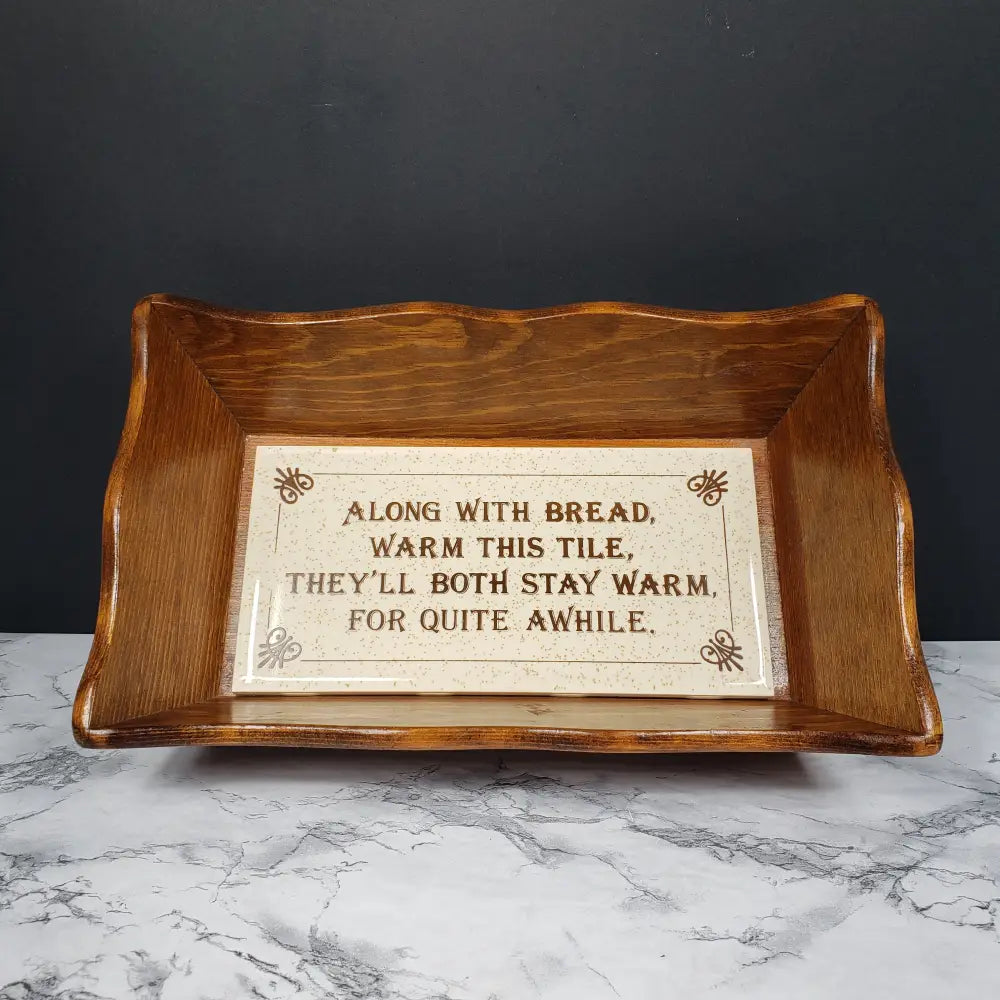 ALONG WITH BREAD,
WARM THIS TILE,
THEY'LL BOTH STAY WARM,
FOR QUITE AWHILE.